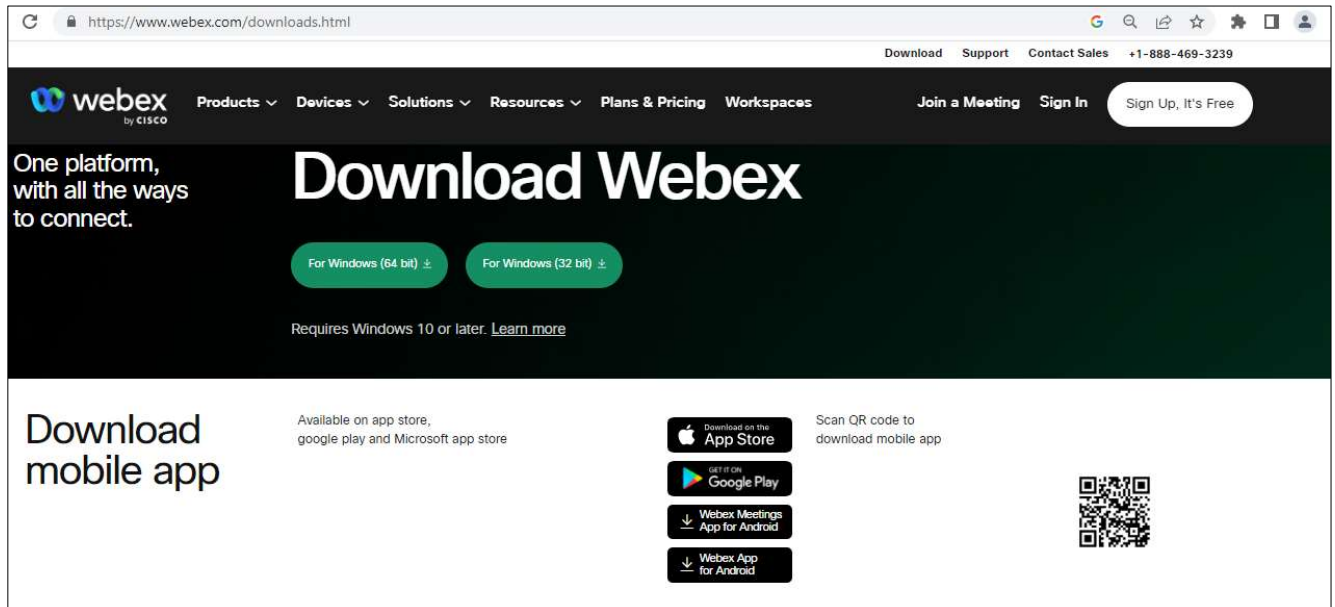 https://www.webex.com/downloads.html
Download Support Contact Sales +1-888-469-3239
webex
by CISCO
Products Devices Solutions Resources Plans & Pricing Workspaces Join a Meeting Sign In Sign Up, It's Free
One platform,
with all the ways
to connect.
Download Webex
For Windows (64 bit) For Windows (32 bit)
Requires Windows 10 or later. Learn more
Download
mobile app
Available on app store,
google play and Microsoft app store
Download on the
App Store
GET IT ON
Google Play
Webex Meetings
App for Android
Webex App
for Android
Scan QR code to
download mobile app